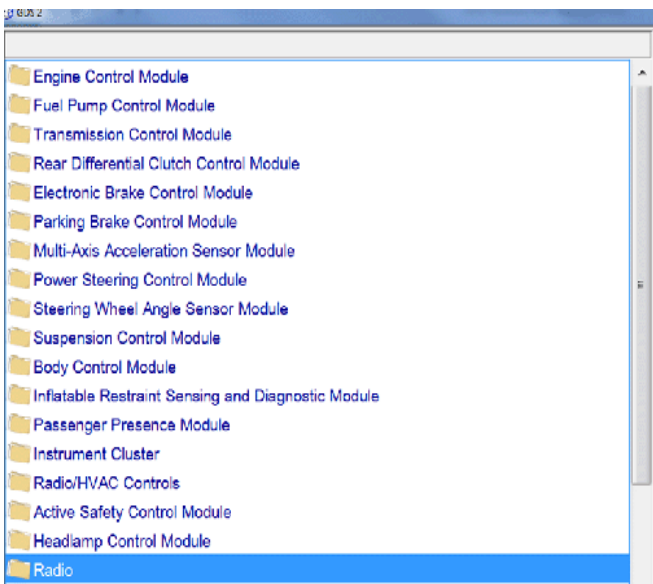 GDS 2
Engine Control Module
Fuel Pump Control Module
Transmission Control Module
Rear Differential Clutch Control Module
Electronic Brake Control Module
Parking Brake Control Module
Multi-Axis Acceleration Sensor Module
Power Steering Control Module
Steering Wheel Angle Sensor Module
Suspension Control Module
Body Control Module
Inflatable Restraint Sensing and Diagnostic Module
Passenger Presence Module
Instrument Cluster
Radio/HVAC Controls
Active Safety Control Module
Headlamp Control Module
Radio